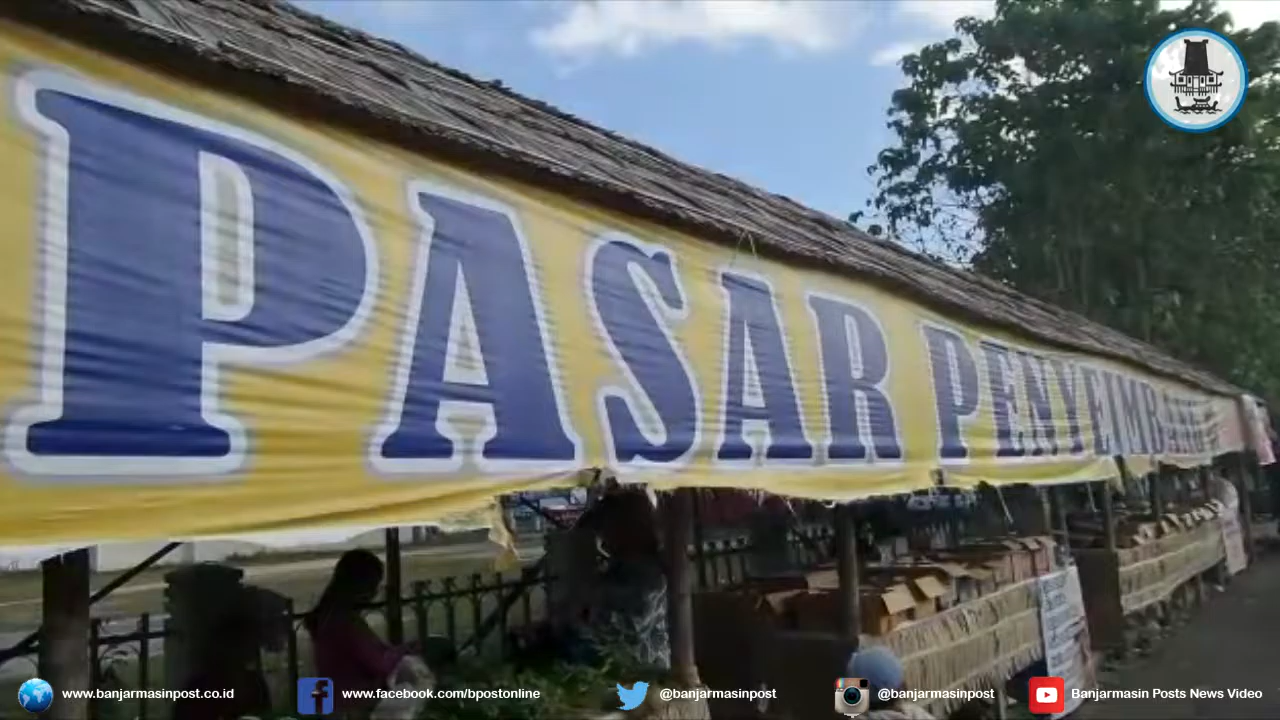 PASAR PENYEIMBANG
www.banjarmasinpost.co.id
www.facebook.com/bpostonline
@banjarmasinpost
@banjarmasinpost
Banjarmasin Posts News Video